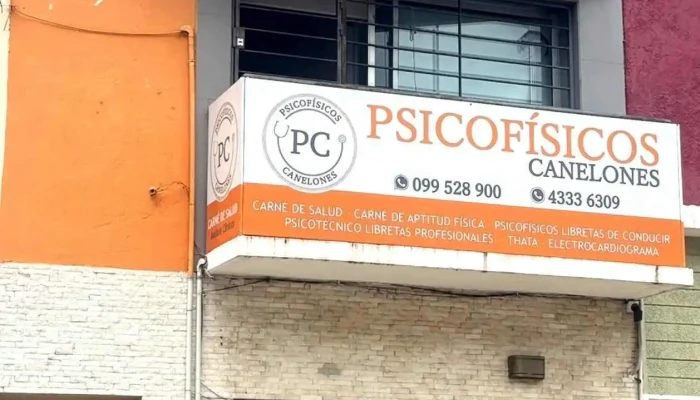 PSICOFÍSICOS
PC
CANELONES
PSICOFÍSICOS
CANELONES
099 528 900
4333 6309
CARNÉ DE SALUD - CARNÉ DE APTITUD FÍSICA - PSICOFÍSICOS LIBRETAS DE CONDUCIR
PSICOTÉCNICO LIBRETAS PROFESIONALES - THATA - ELECTROCARDIOGRAMA
PC
CARNÉ DE SALUD